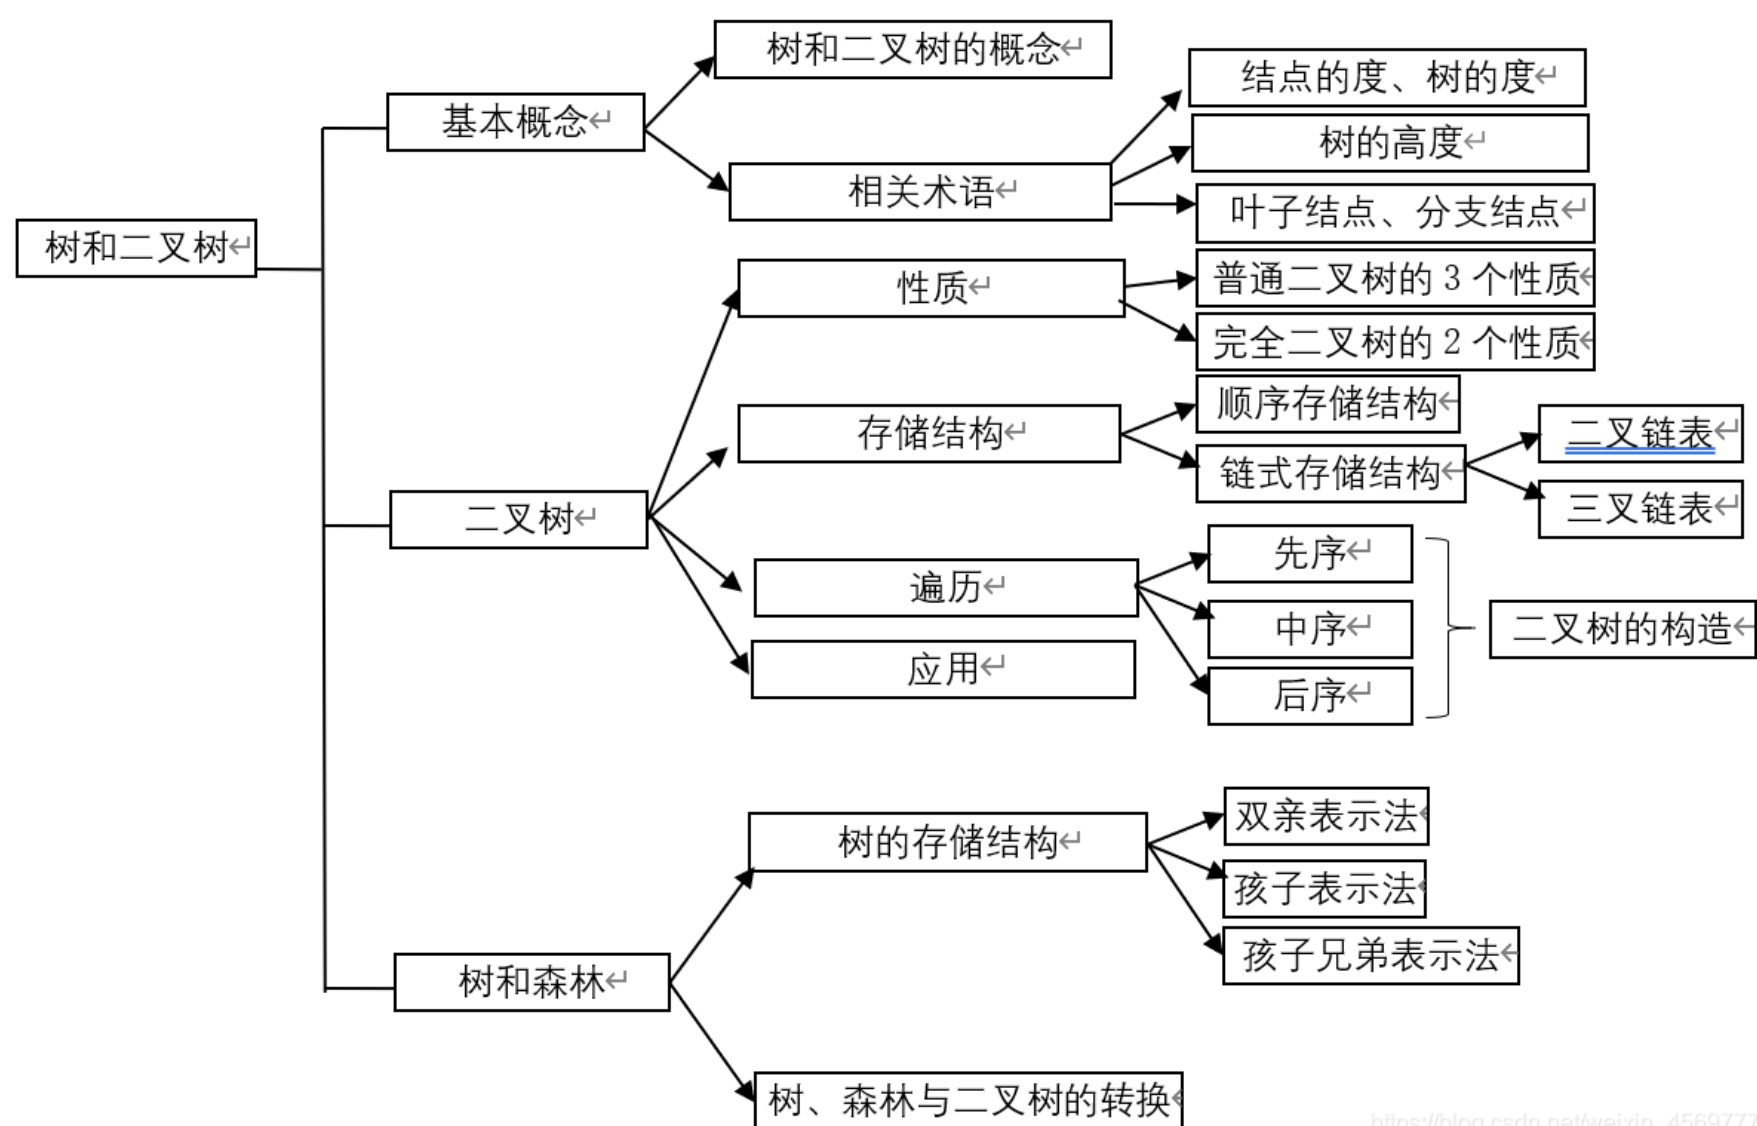 树和二叉树
基本概念
树和二叉树的概念
相关术语
结点的度、树的度
树的高度
叶子结点、分支结点
二叉树
性质
普通二叉树的 3 个性质
完全二叉树的 2 个性质
存储结构
顺序存储结构
链式存储结构
二叉链表
三叉链表
遍历
先序
中序
后序
二叉树的构造
应用
树和森林
树的存储结构
双亲表示法
孩子表示法
孩子兄弟表示法
树、森林与二叉树的转换
https://blog.csdn.net/weixin_4569777